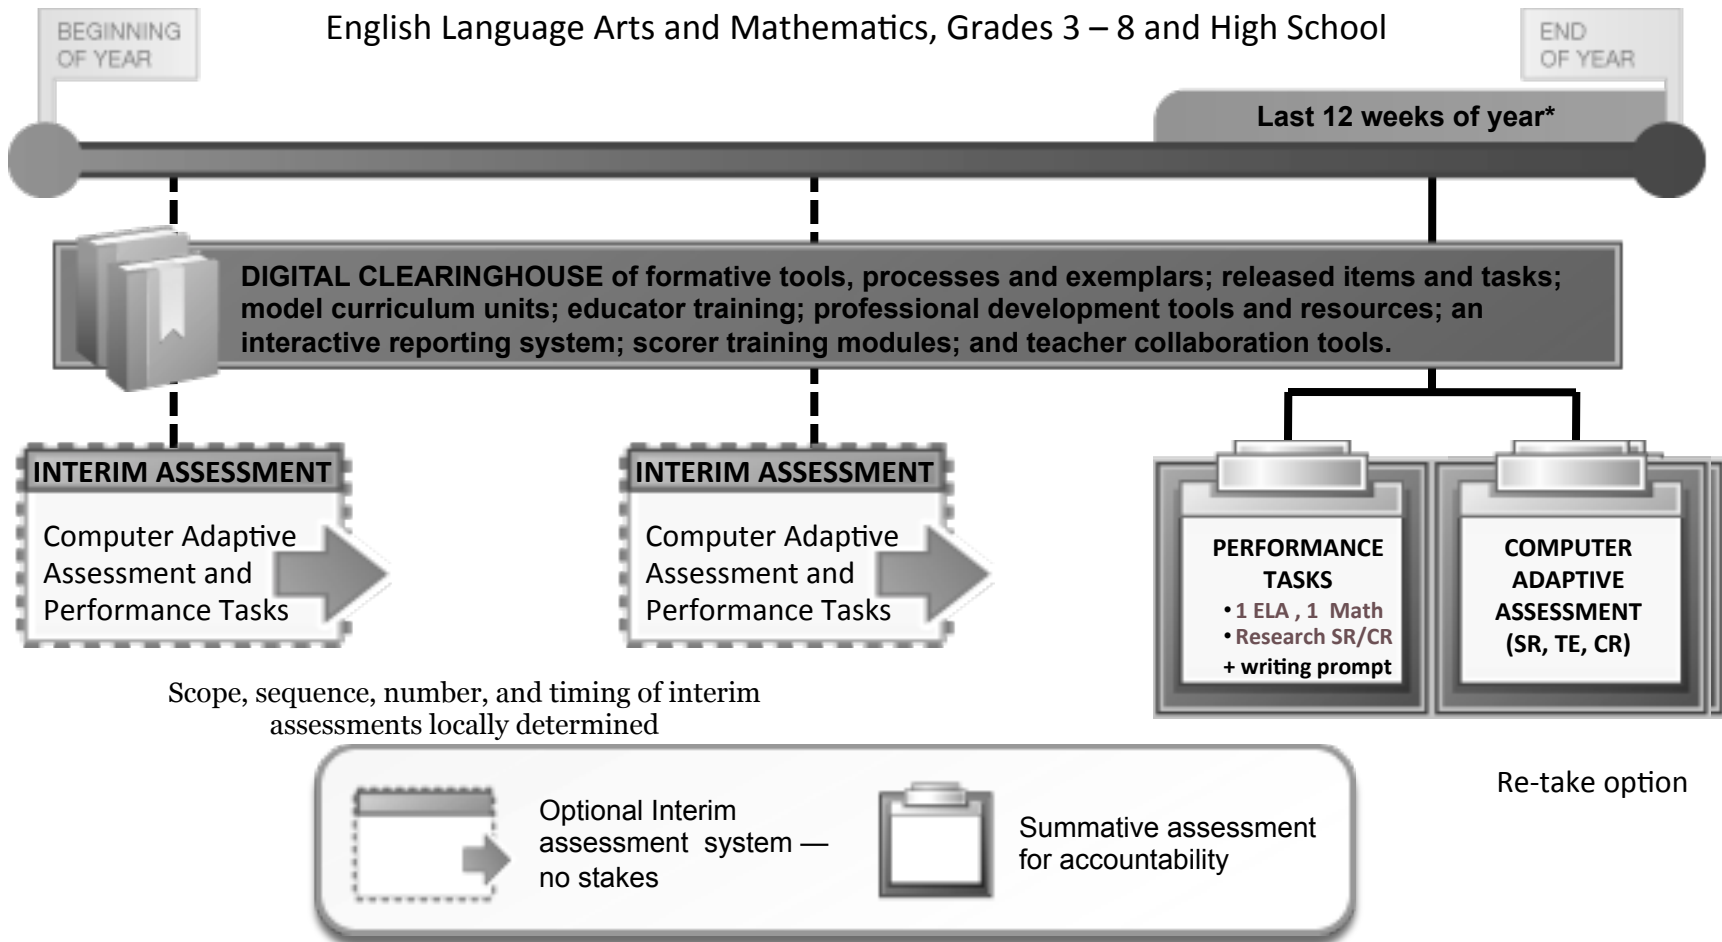 BEGINNING
OF YEAR
English Language Arts and Mathematics, Grades 3 – 8 and High School
END
OF YEAR
Last 12 weeks of year*
DIGITAL CLEARINGHOUSE of formative tools, processes and exemplars; released items and tasks;
model curriculum units; educator training; professional development tools and resources; an
interactive reporting system; scorer training modules; and teacher collaboration tools.
INTERIM ASSESSMENT
Computer Adaptive
Assessment and
Performance Tasks
INTERIM ASSESSMENT
Computer Adaptive
Assessment and
Performance Tasks
PERFORMANCE
TASKS
• 1 ELA , 1 Math
• Research SR/CR
+ writing prompt
COMPUTER
ADAPTIVE
ASSESSMENT
(SR, TE, CR)
Scope, sequence, number, and timing of interim
assessments locally determined
Re-take option
Optional Interim
assessment system —
no stakes
Summative assessment
for accountability